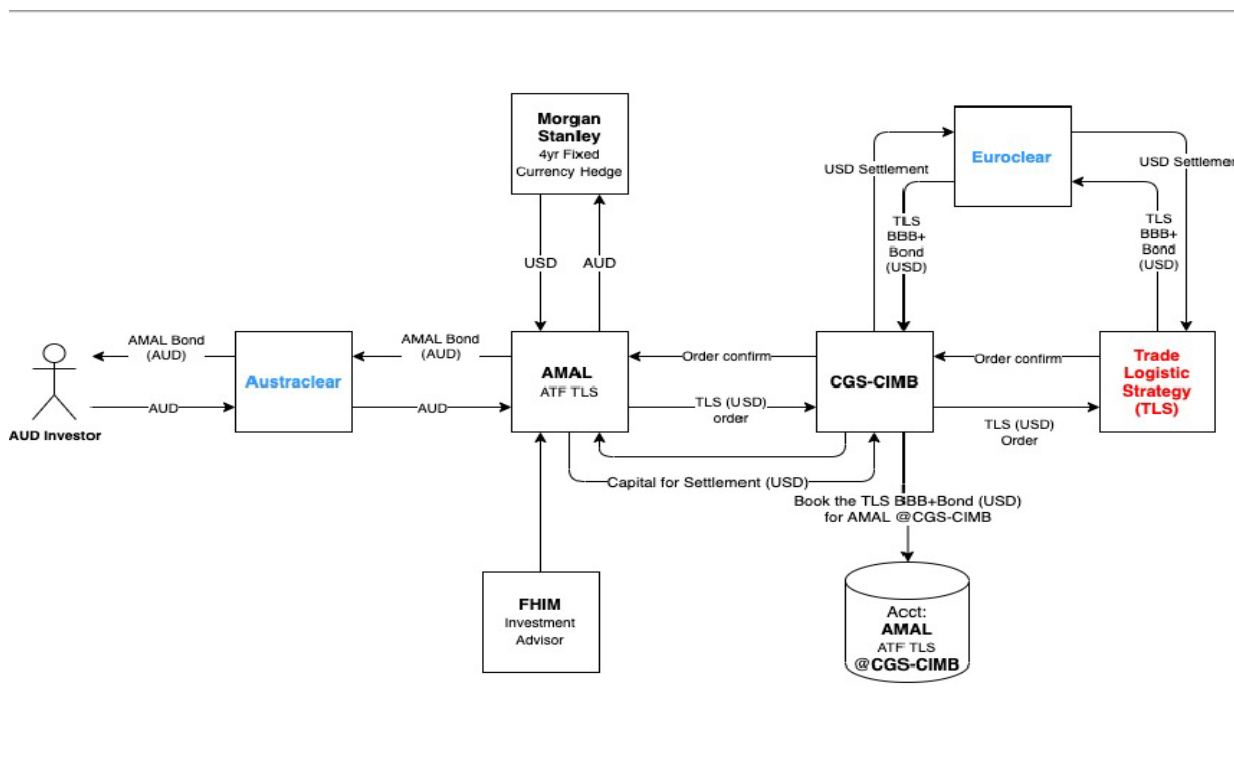 Morgan
Stanley
4yr Fixed
Currency Hedge
Euroclear
USD Settlement
USD Settlemer
TLS
BBB+
Bond
(USD)
TLS
BBB+
Bond
(USD)
USD
AUD
AMAL Bond
(AUD)
AMAL Bond
(AUD)
Austraclear
AUD
AUD
AUD Investor
AMAL
ATF TLS
Order confirm
TLS (USD)
order
CGS-CIMB
Order confirm
TLS (USD)
Order
Trade
Logistic
Strategy
(TLS)
Capital for Settlement (USD)
Book the TLS BBB+Bond (USD)
for AMAL @CGS-CIMB
FHIM
Investment
Advisor
Acct:
AMAL
ATF TLS
@CGS-CIMB